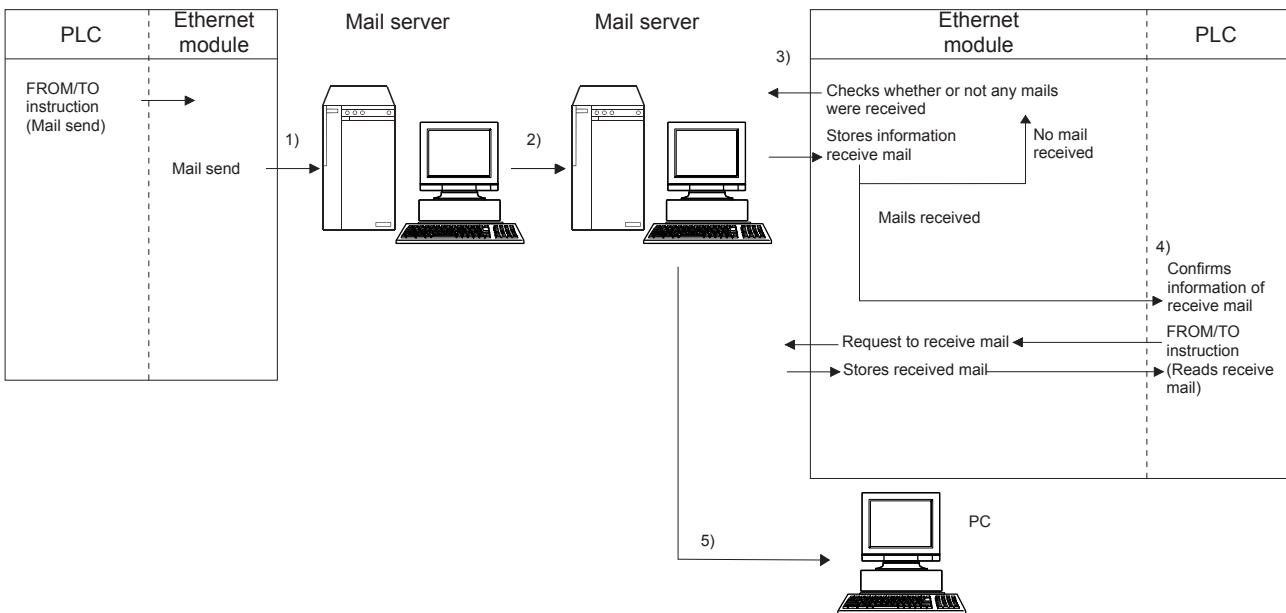 PLC
Ethernet
module
Mail server
Mail server
Ethernet
module
PLC
FROM/TO
instruction
(Mail send)
Mail send
1)
2)
3)
Checks whether or not any mails
were received
Stores information
receive mail
No mail
received
Mails received
4)
Confirms
information of
receive mail
Request to receive mail
FROM/TO
instruction
(Reads receive
mail)
Stores received mail
5)
PC